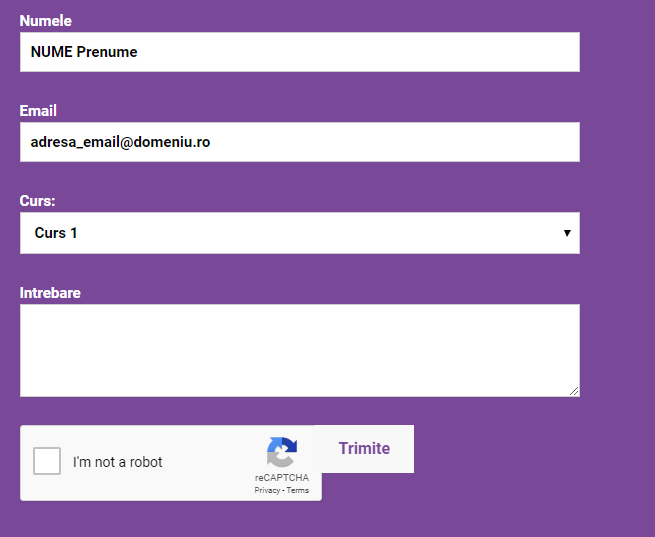 Numele
NUME Prenume
Email
adresa_email@domeniu.ro
Curs:
Curs 1
Intrebare
I'm not a robot
reCAPTCHA
Privacy - Terms
Trimite